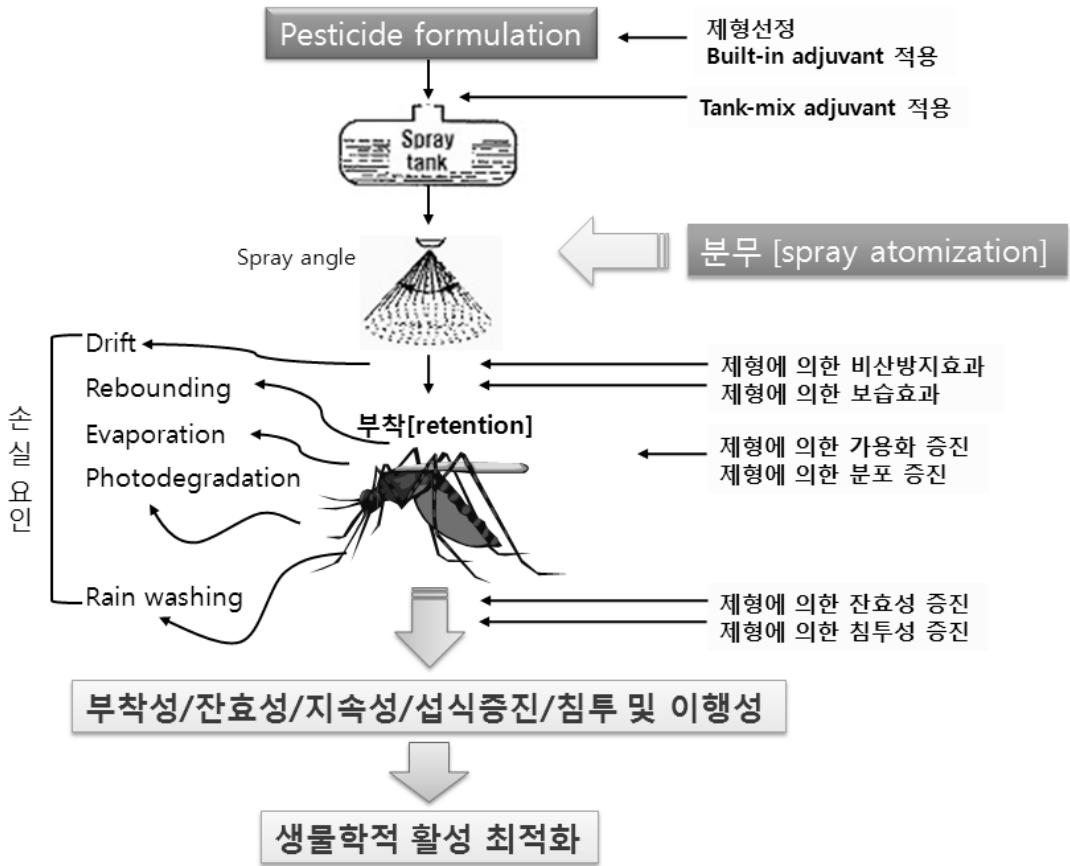 Pesticide formulation
제형선정
Built-in adjuvant 적용
Tank-mix adjuvant 적용
Spray
tank
Spray angle
분무 [spray atomization]
손실요인
Drift
Rebounding
Evaporation
Photodegradation
Rain washing
제형에 의한 비산방지효과
제형에 의한 보습효과
부착[retention]
제형에 의한 가용화 증진
제형에 의한 분포 증진
제형에 의한 잔효성 증진
제형에 의한 침투성 증진
부착성/잔효성/지속성/섭식증진/침투 및 이행성
생물학적 활성 최적화